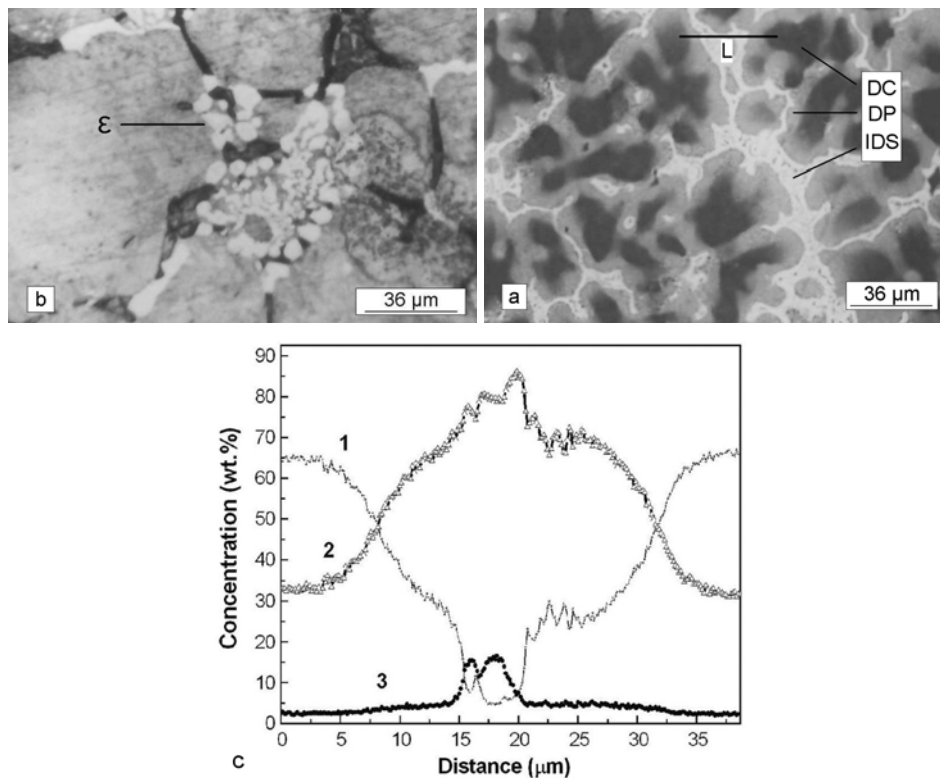 ε
b
36 µm
L
DC
DP
IDS
a
36 µm
Concentration (wt.%)
90
80
70
60
50
40
30
20
10
0
1
2
3
0 5 10 15 20 25 30 35
Distance (µm)
c